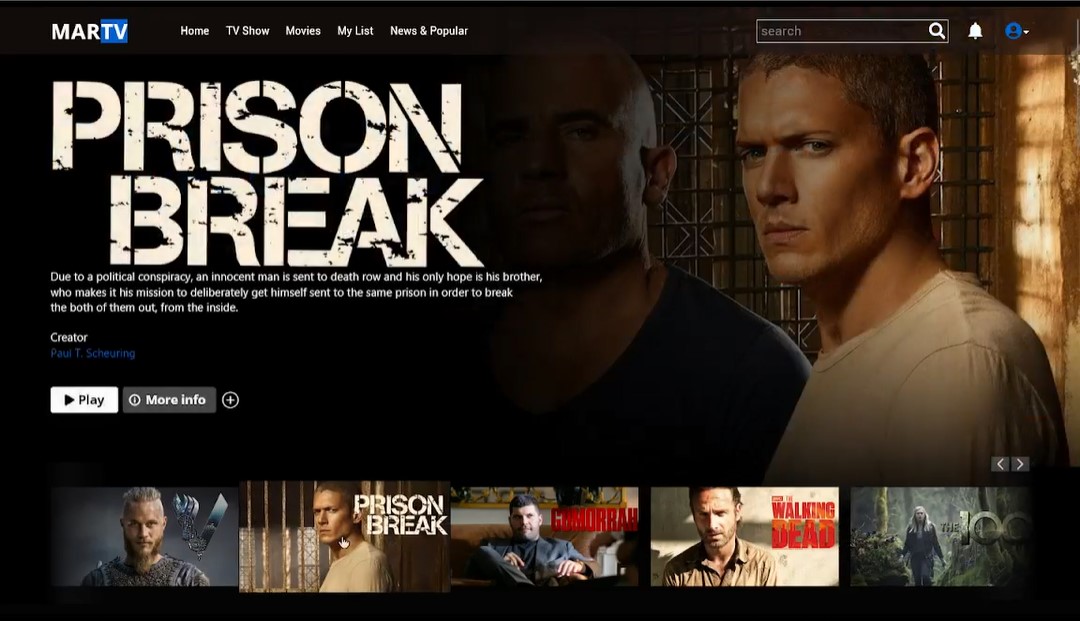 MARTV
Home TV Show Movies My List News & Popular
search
PRISON
BREAK
Due to a political conspiracy, an innocent man is sent to death row and his only hope is his brother,
who makes it his mission to deliberately get himself sent to the same prison in order to break
the both of them out, from the inside.
Creator
Paul T. Scheuring
Play
More info
PRISON
BREAK
GOMORRAH
THE
WALKING
DEAD
THE 100